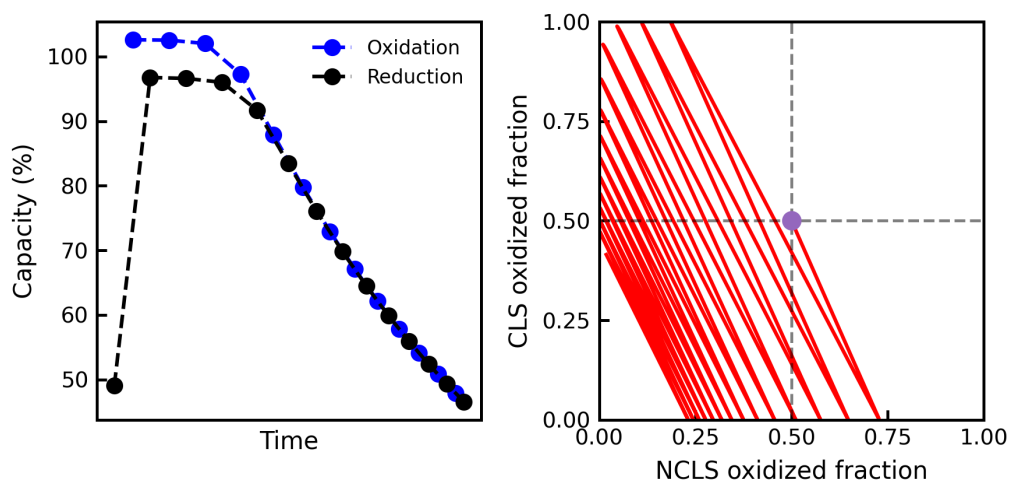 Capacity (%)
100
90
80
70
60
50
Oxidation
Reduction
Time
CLS oxidized fraction
1.00
0.75
0.50
0.25
0.00
0.00 0.25 0.50 0.75 1.00
NCLS oxidized fraction